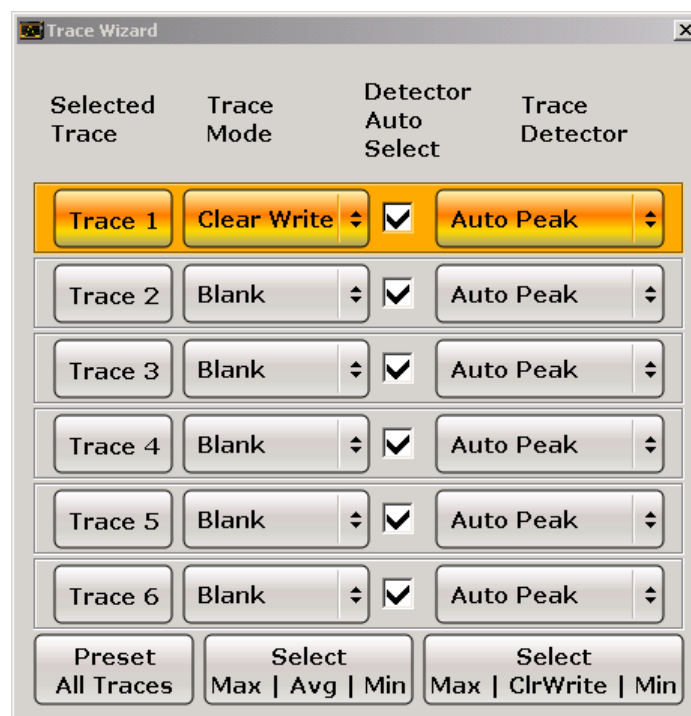 Trace Wizard
Selected Trace
Trace Mode
Detector Auto Select
Trace Detector
Trace 1 Clear Write Auto Peak
Trace 2 Blank Auto Peak
Trace 3 Blank Auto Peak
Trace 4 Blank Auto Peak
Trace 5 Blank Auto Peak
Trace 6 Blank Auto Peak
Preset
All Traces
Select
Max | Avg | Min
Select
Max | ClrWrite | Min